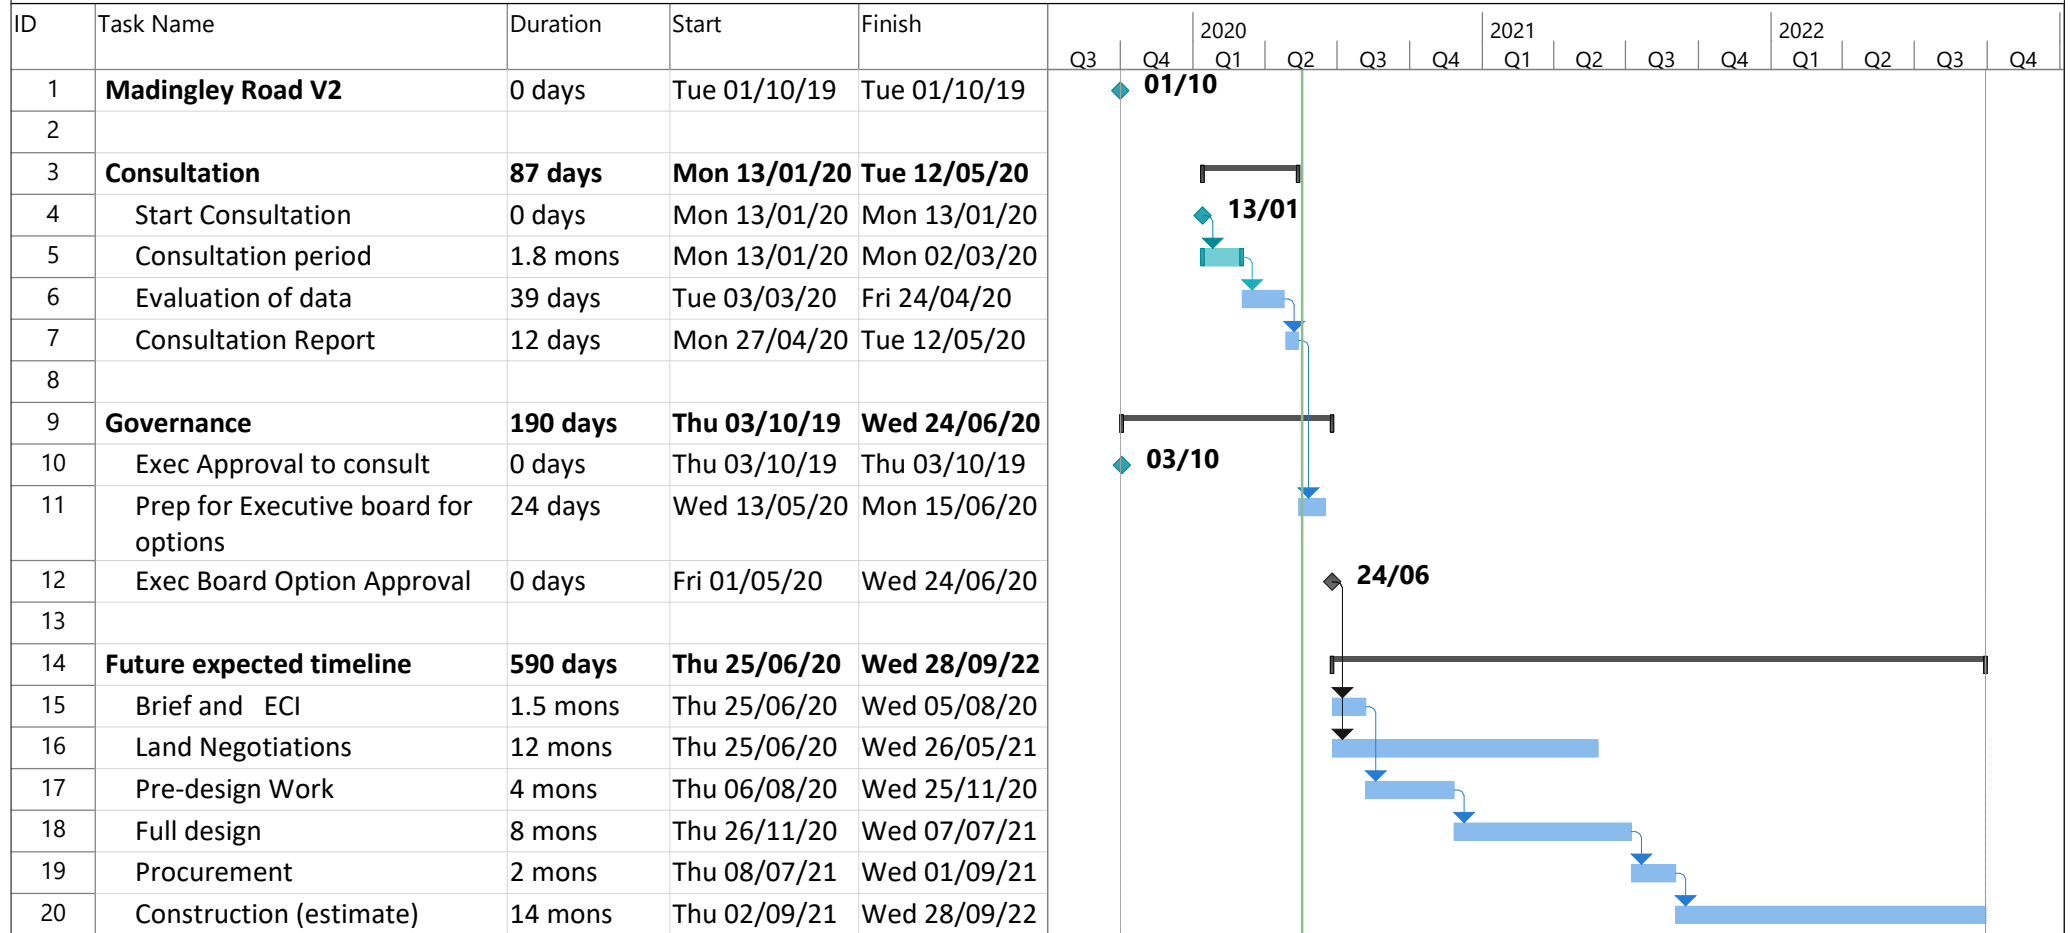 ID Task Name Duration Start Finish 2020 2021 2022
Q3 Q4 Q1 Q2 Q3 Q4 Q1 Q2 Q3 Q4 Q1 Q2 Q3 Q4
1 Madingley Road V2 0 days Tue 01/10/19 Tue 01/10/19 01/10
2
3 Consultation 87 days Mon 13/01/20 Tue 12/05/20
4 Start Consultation 0 days Mon 13/01/20 Mon 13/01/20 13/01
5 Consultation period 1.8 mons Mon 13/01/20 Mon 02/03/20
6 Evaluation of data 39 days Tue 03/03/20 Fri 24/04/20
7 Consultation Report 12 days Mon 27/04/20 Tue 12/05/20
8
9 Governance 190 days Thu 03/10/19 Wed 24/06/20
10 Exec Approval to consult 0 days Thu 03/10/19 Thu 03/10/19 03/10
11 Prep for Executive board for 24 days Wed 13/05/20 Mon 15/06/20
options
12 Exec Board Option Approval 0 days Fri 01/05/20 Wed 24/06/20 24/06
13
14 Future expected timeline 590 days Thu 25/06/20 Wed 28/09/22
15 Brief and ECI 1.5 mons Thu 25/06/20 Wed 05/08/20
16 Land Negotiations 12 mons Thu 25/06/20 Wed 26/05/21
17 Pre-design Work 4 mons Thu 06/08/20 Wed 25/11/20
18 Full design 8 mons Thu 26/11/20 Wed 07/07/21
19 Procurement 2 mons Thu 08/07/21 Wed 01/09/21
20 Construction (estimate) 14 mons Thu 02/09/21 Wed 28/09/22